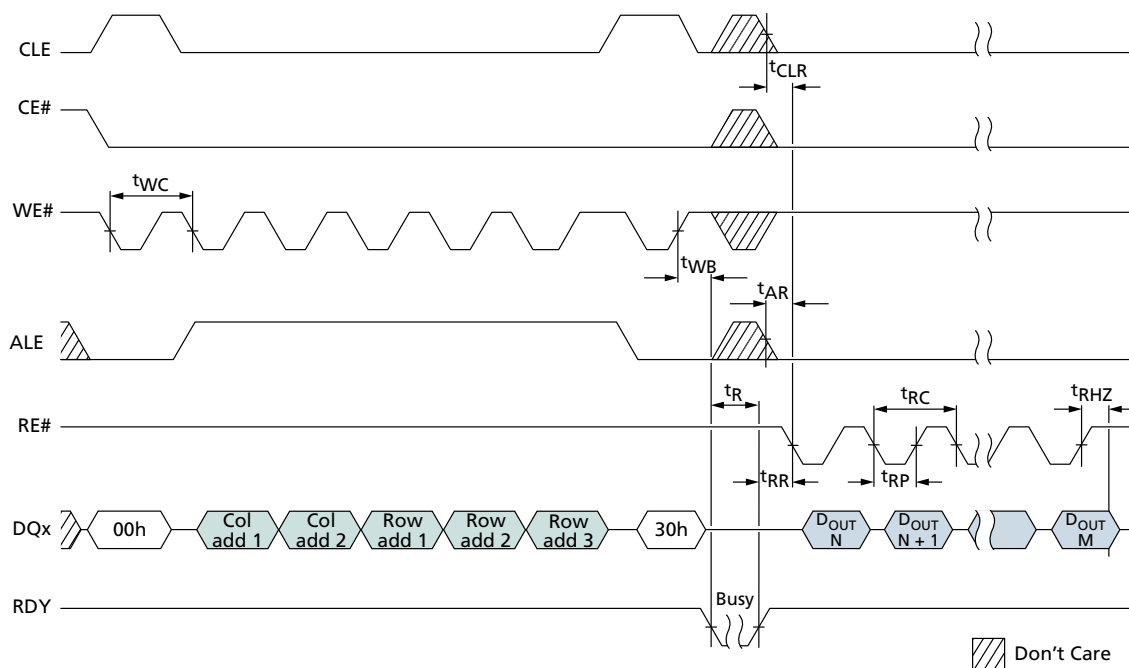 CLE
tCLR
CE#
tWC
WE#
tWB
tAR
ALE
tR
tRC
tRHZ
RE#
tRR
tRP
DQx
00h
Col
add 1
Col
add 2
Row
add 1
Row
add 2
Row
add 3
30h
DOUT
N
DOUT
N + 1
DOUT
M
RDY
Busy
Don't Care